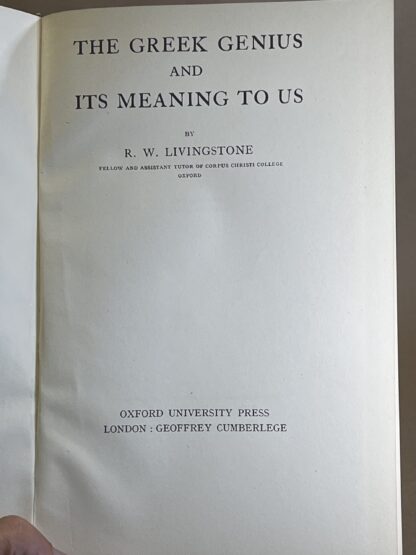 THE GREEK GENIUS
AND
ITS MEANING TO US
BY
R. W. LIVINGSTONE
FELLOW AND ASSISTANT TUTOR OF CORPUS CHRISTI COLLEGE
OXFORD
OXFORD UNIVERSITY PRESS
LONDON : GEOFFREY CUMBERLEGE